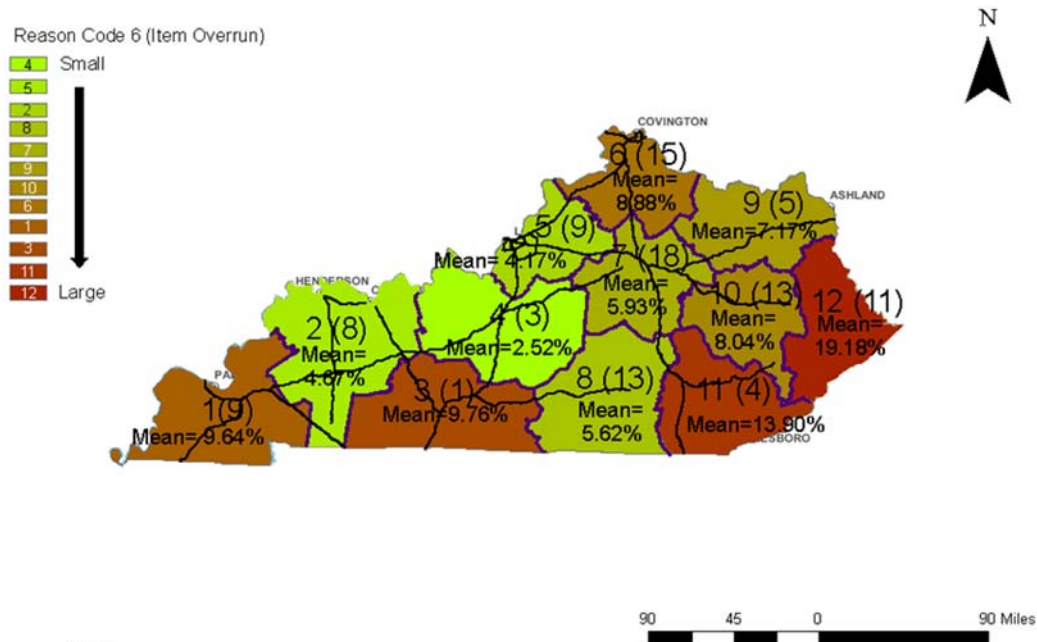 Reason Code 6 (Item Overrun)
4 Small
5
2
8
7
9
10
6
1
3
11
12 Large
N
COVINGTON
6 (15)
Mean=
8.88%
ASHLAND
9 (5)
Mean=7.17%
5 (9)
Mean= 4.17%
7 (18)
Mean=
5.93%
HENDERSON
2 (8)
Mean=
4.67%
4 (3)
Mean=2.52%
10 (13)
Mean=
8.04%
12 (11)
Mean=
19.18%
1(9)
Mean=9.64%
3 (1)
Mean=9.76%
8 (13)
Mean=
5.62%
11 (4)
Mean=13.90%
90 45 0 90 Miles